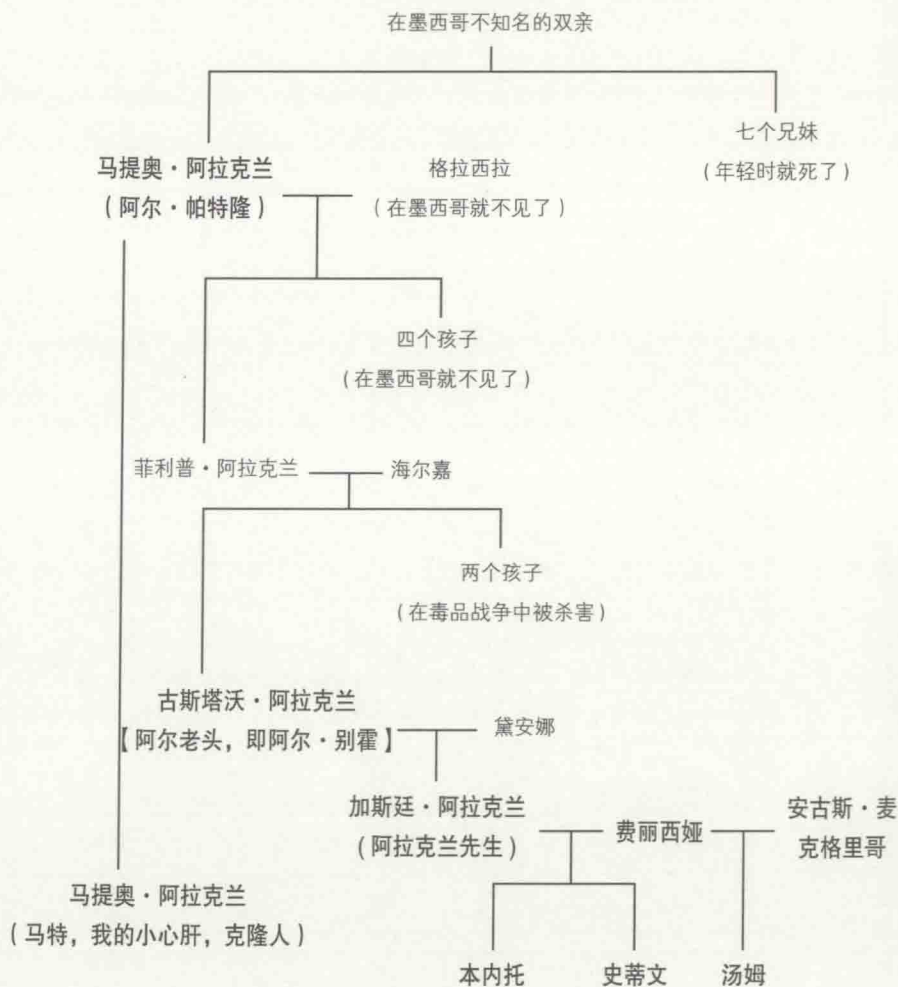 在墨西哥不知名的双亲
七个兄妹
（年轻时就死了）
马提奥·阿拉克兰
（阿尔·帕特隆）
格拉西拉
（在墨西哥就不见了）
四个孩子
（在墨西哥就不见了）
菲利普·阿拉克兰
海尔嘉
两个孩子
（在毒品战争中被杀害）
古斯塔沃·阿拉克兰
【阿尔老头，即阿尔·别霍】
黛安娜
加斯廷·阿拉克兰
（阿拉克兰先生）
费丽西娅
安古斯·麦
克格里哥
马提奥·阿拉克兰
（马特，我的小心肝，克隆人）
本内托
史蒂文
汤姆